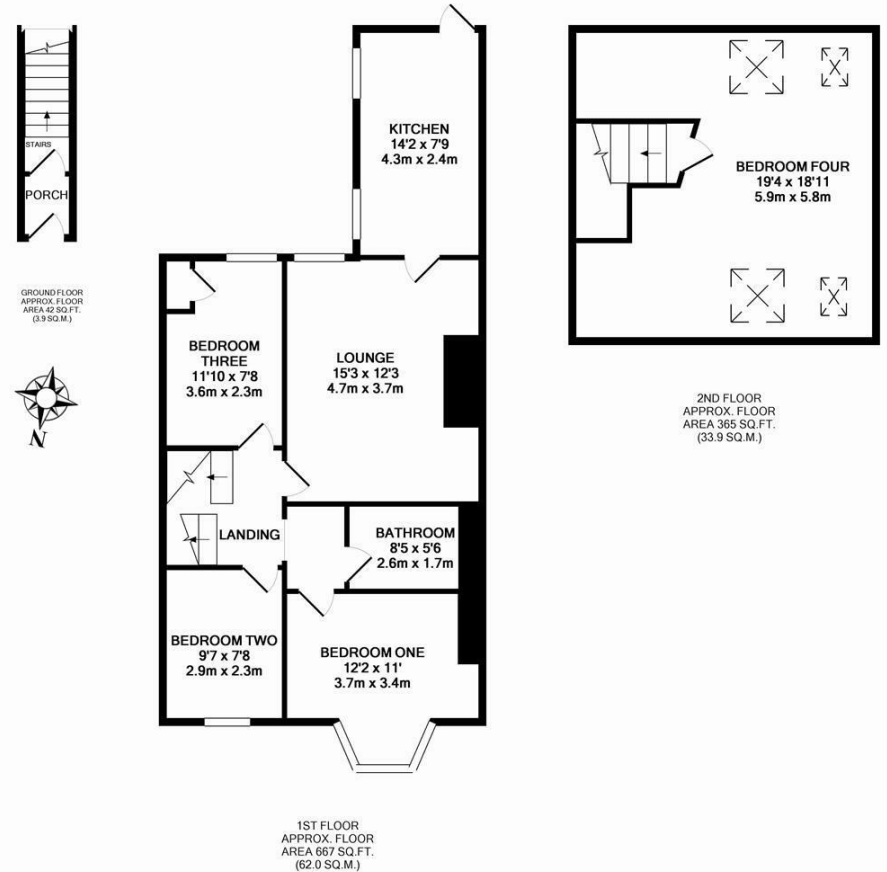 STAIRS
PORCH
GROUND FLOOR
APPROX. FLOOR
AREA 42 SQ.FT.
(3.9 SQ.M.)
N
KITCHEN
14'2 x 7'9
4.3m x 2.4m
BEDROOM
THREE
11'10 x 7'8
3.6m x 2.3m
LOUNGE
15'3 x 12'3
4.7m x 3.7m
LANDING
BATHROOM
8'5 x 5'6
2.6m x 1.7m
BEDROOM TWO
9'7 x 7'8
2.9m x 2.3m
BEDROOM ONE
12'2 x 11'
3.7m x 3.4m
1ST FLOOR
APPROX. FLOOR
AREA 667 SQ.FT.
(62.0 SQ.M.)
BEDROOM FOUR
19'4 x 18'11
5.9m x 5.8m
2ND FLOOR
APPROX. FLOOR
AREA 365 SQ.FT.
(33.9 SQ.M.)